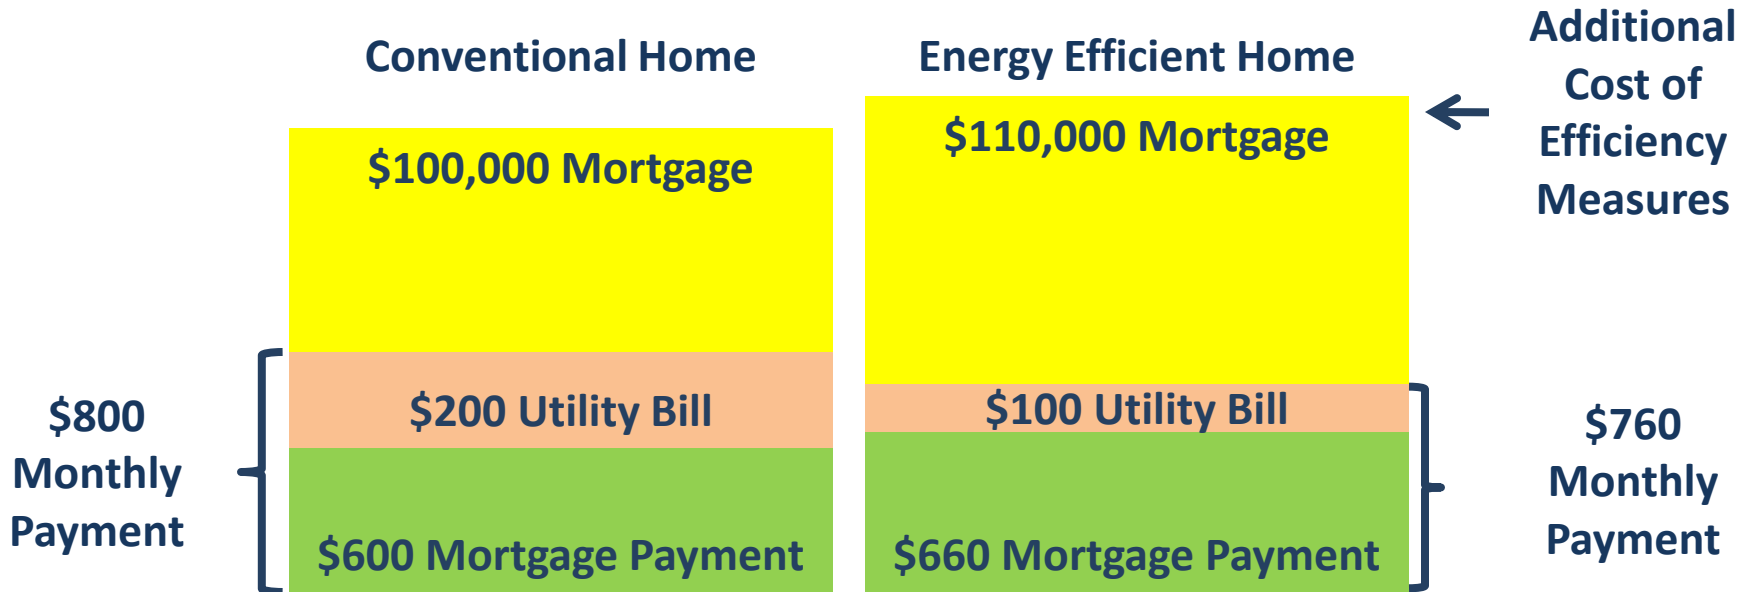 Conventional Home
Energy Efficient Home
Additional
Cost of
Efficiency
Measures
$100,000 Mortgage
$110,000 Mortgage
$200 Utility Bill
$100 Utility Bill
$800
Monthly
Payment
$760
Monthly
Payment
$600 Mortgage Payment
$660 Mortgage Payment